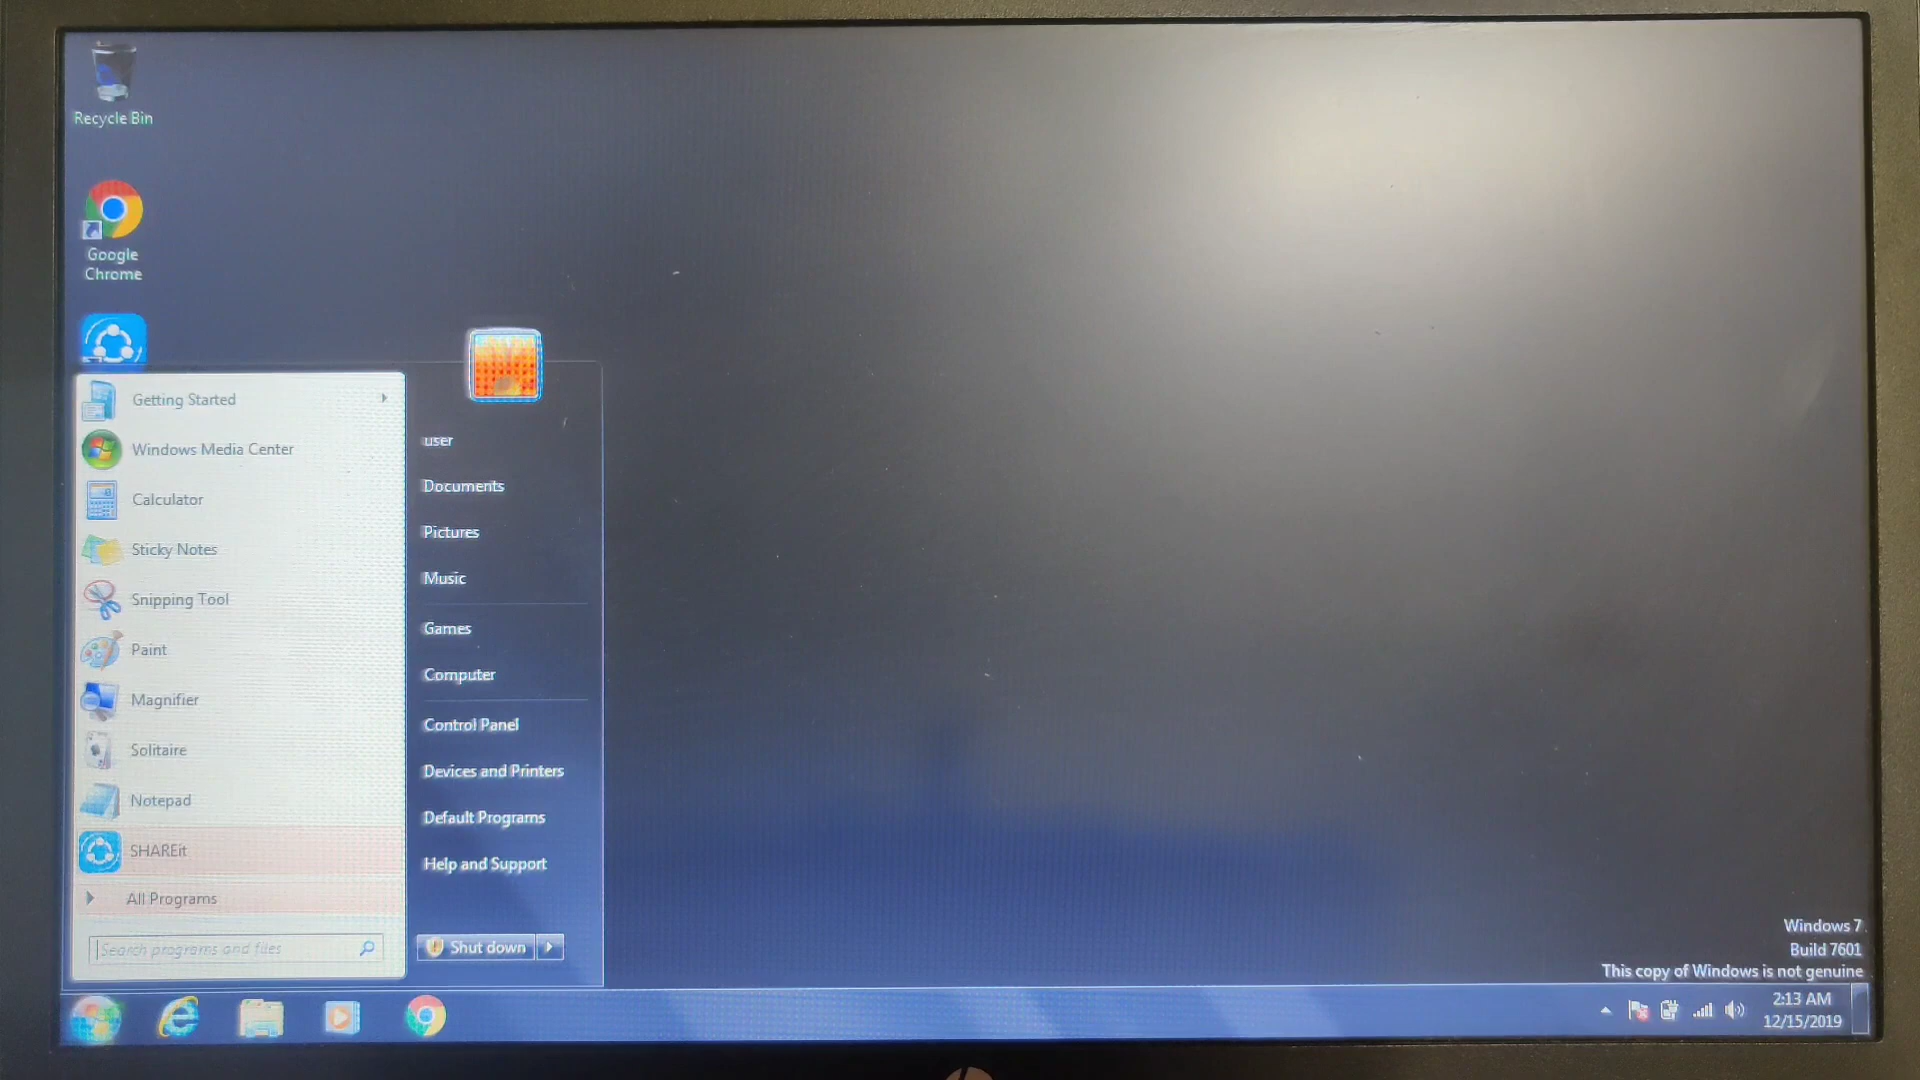 Recycle Bin
Google
Chrome
Getting Started
Windows Media Center
Calculator
Sticky Notes
Snipping Tool
Paint
Magnifier
Solitaire
Notepad
SHAREit
All Programs
Search programs and files
user
Documents
Pictures
Music
Games
Computer
Control Panel
Devices and Printers
Default Programs
Help and Support
Shut down
Windows 7
Build 7601
This copy of Windows is not genuine
2:13 AM
12/15/2019